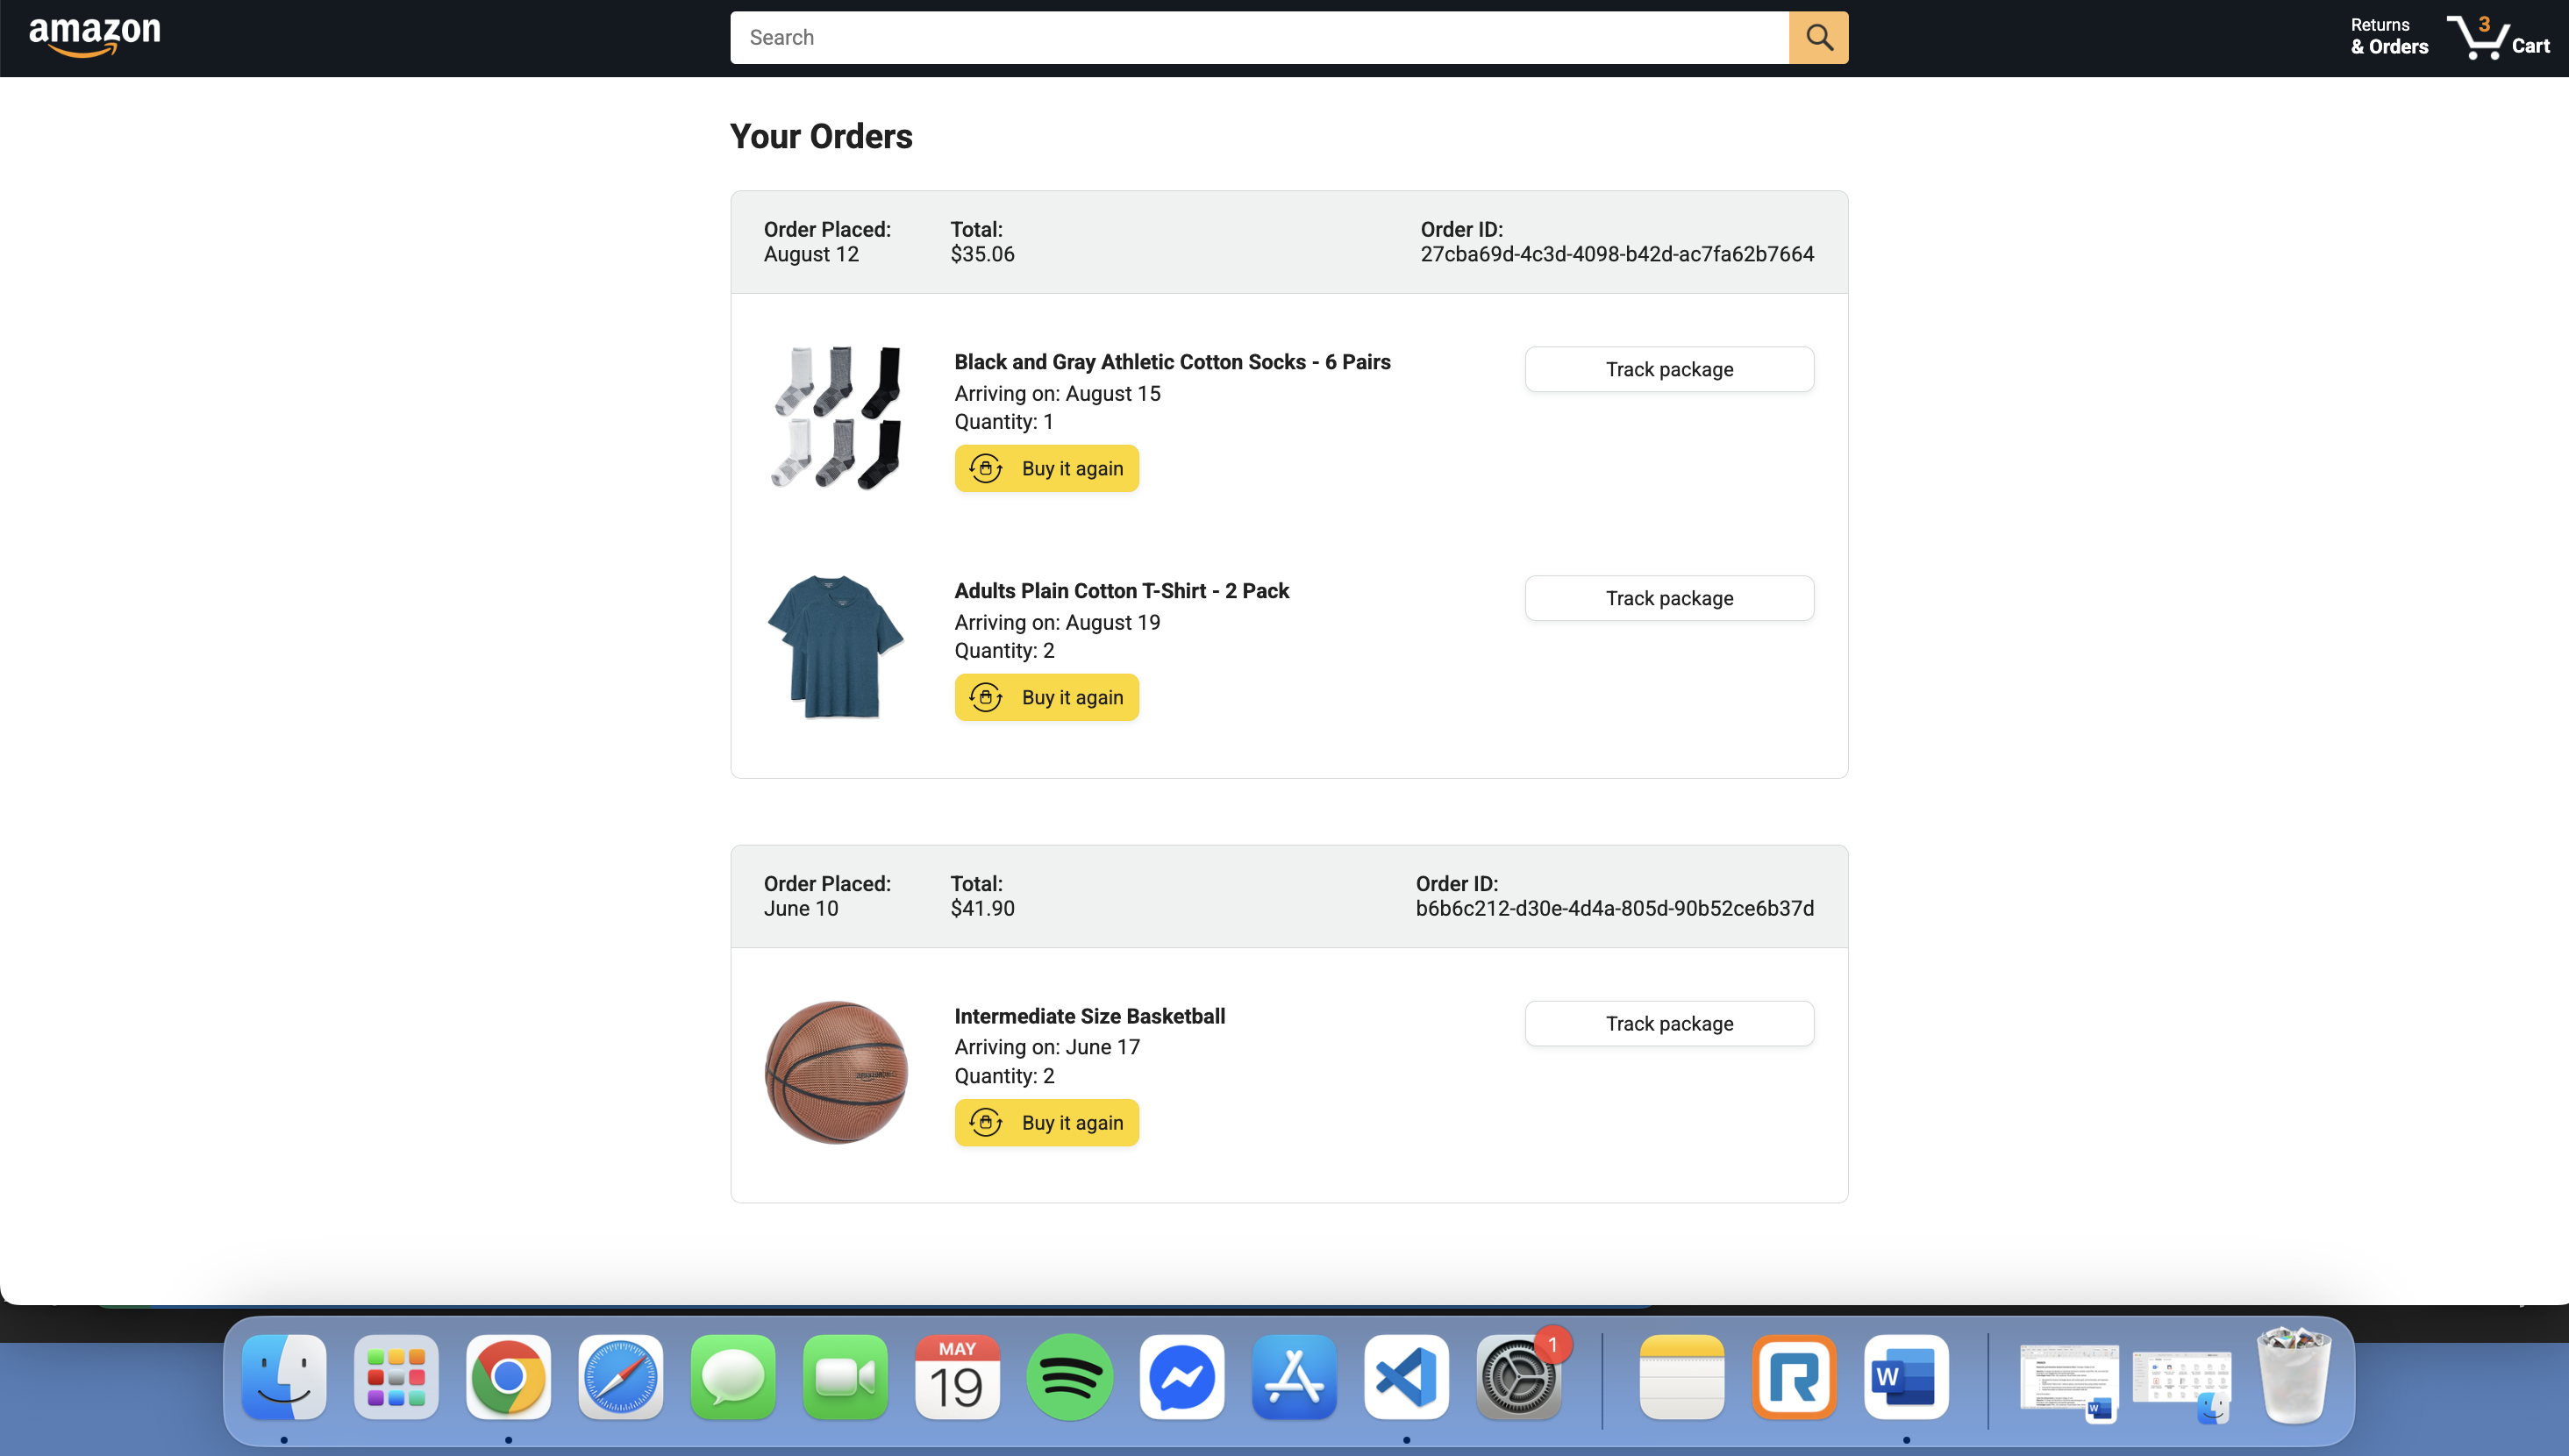 amazon
Search
Returns
& Orders
3
Cart
Your Orders
Order Placed:
August 12
Total:
$35.06
Order ID:
27cba69d-4c3d-4098-b42d-ac7fa62b7664
Black and Gray Athletic Cotton Socks - 6 Pairs
Arriving on: August 15
Quantity: 1
Buy it again
Track package
Adults Plain Cotton T-Shirt - 2 Pack
Arriving on: August 19
Quantity: 2
Buy it again
Track package
Order Placed:
June 10
Total:
$41.90
Order ID:
b6b6c212-d30e-4d4a-805d-90b52ce6b37d
Intermediate Size Basketball
Arriving on: June 17
Quantity: 2
Buy it again
Track package
MAY
19
1
W
W